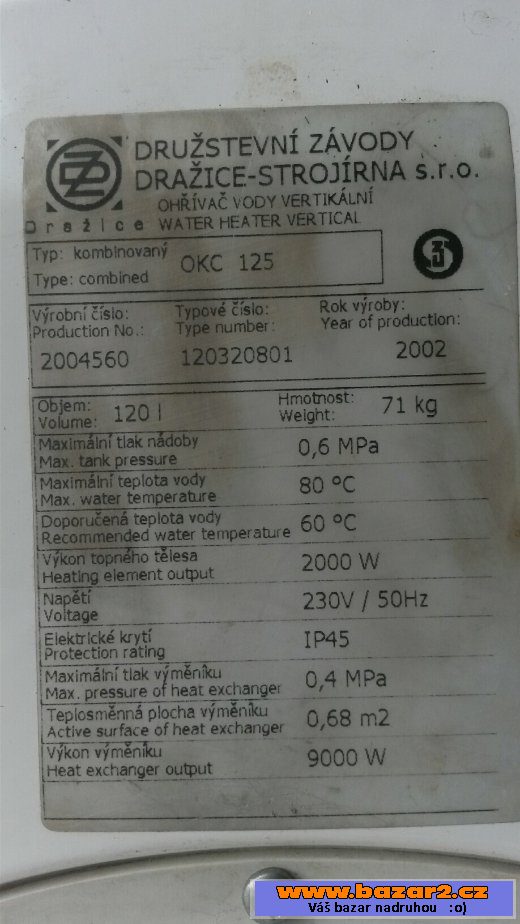 DZ
DRUŽSTEVNÍ ZÁVODY
DRAŽICE-STROJÍRNA s.r.o.
OHŘÍVAČ VODY VERTIKÁLNÍ
Dražice WATER HEATER VERTICAL
Typ: kombinovaný
Type: combined
OKC 125
Výrobní číslo:
Production No.:
2004560
Typové číslo:
Type number:
120320801
Rok výroby:
Year of production:
2002
Objem:
Volume:
120 l
Hmotnost:
Weight:
71 kg
Maximální tlak nádoby
Max. tank pressure
0,6 MPa
Maximální teplota vody
Max. water temperature
80 °C
Doporučená teplota vody
Recommended water temperature
60 °C
Výkon topného tělesa
Heating element output
2000 W
Napětí
Voltage
230V / 50Hz
Elektrické krytí
Protection rating
IP45
Maximální tlak výměníku
Max. pressure of heat exchanger
0,4 MPa
Teplosměnná plocha výměníku
Active surface of heat exchanger
0,68 m2
Výkon výměníku
Heat exchanger output
9000 W
www.bazar2.cz
Váš bazar nadruhou :o)